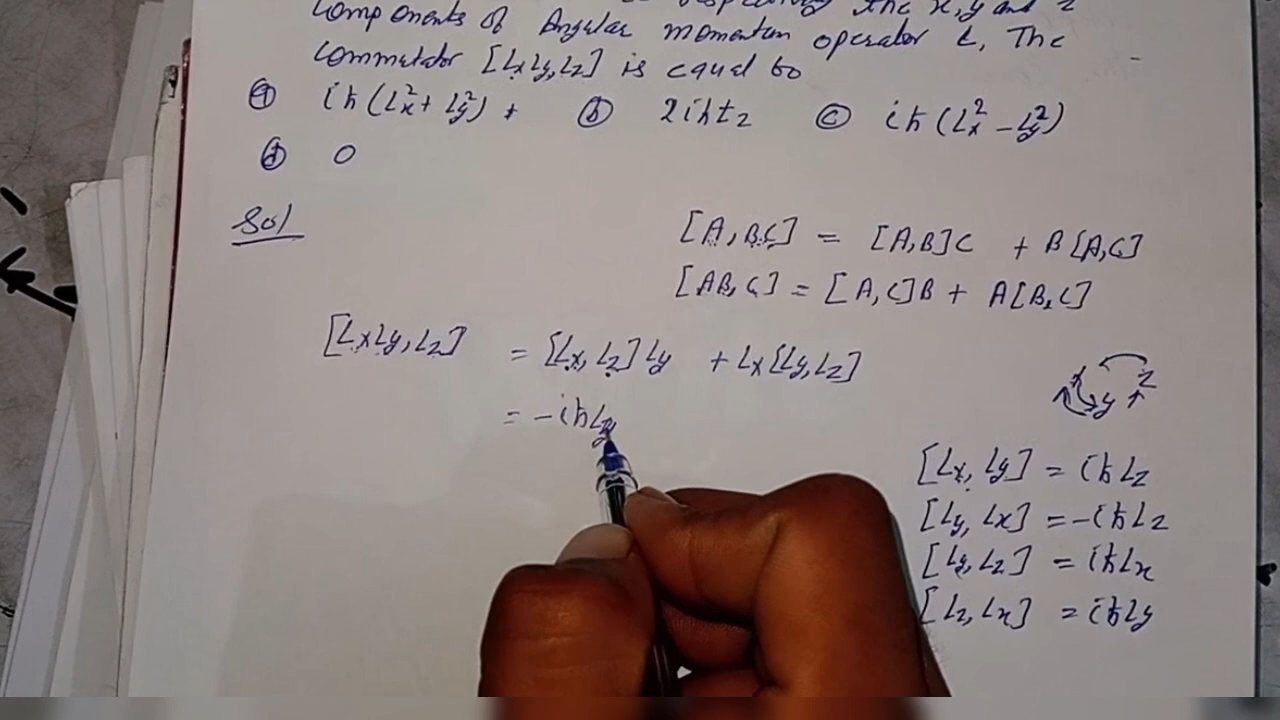 the x, y and z
Components of Angular momentum operator L, The
commutator [LxLy, Lz] is equal to
ⓐ iħ(Lx² + Ly²) + ⓑ 2iħLz ⓒ iħ(Lx² - Ly²)
ⓓ 0
Sol
[A, BC] = [A,B]C + B[A,C]
[AB, C] = [A,C]B + A[B,C]
[LxLy, Lz] = [Lx, Lz]Ly + Lx[Ly, Lz]
x y z
= -iħLy
[Lx, Ly] = iħLz
[Ly, Lx] = -iħLz
[Ly, Lz] = iħLx
[Lz, Lx] = iħLy